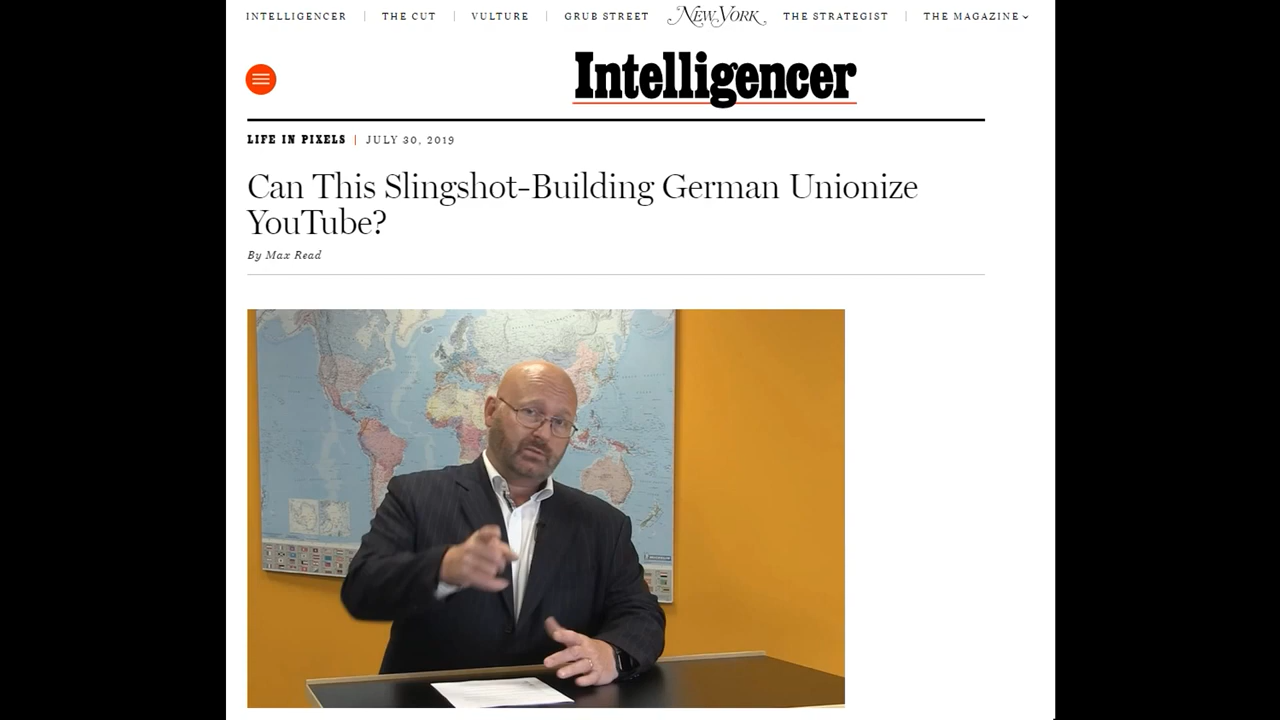 INTELLIGENCER | THE CUT | VULTURE | GRUB STREET NEW YORK THE STRATEGIST | THE MAGAZINE
Intelligencer
LIFE IN PIXELS | JULY 30, 2019
Can This Slingshot-Building German Unionize
YouTube?
By Max Read